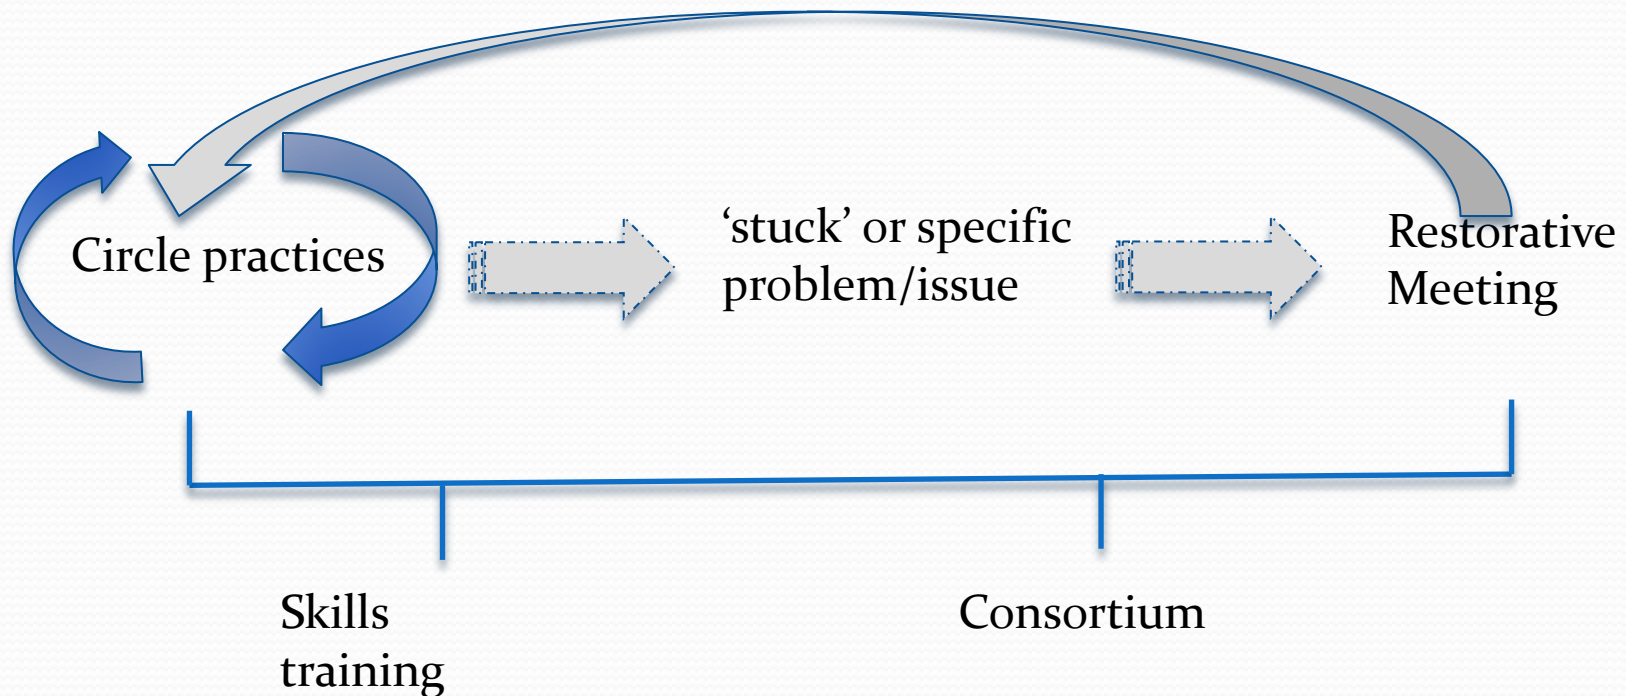 Circle practices
‘stuck’ or specific
problem/issue
Restorative
Meeting
Skills
training
Consortium